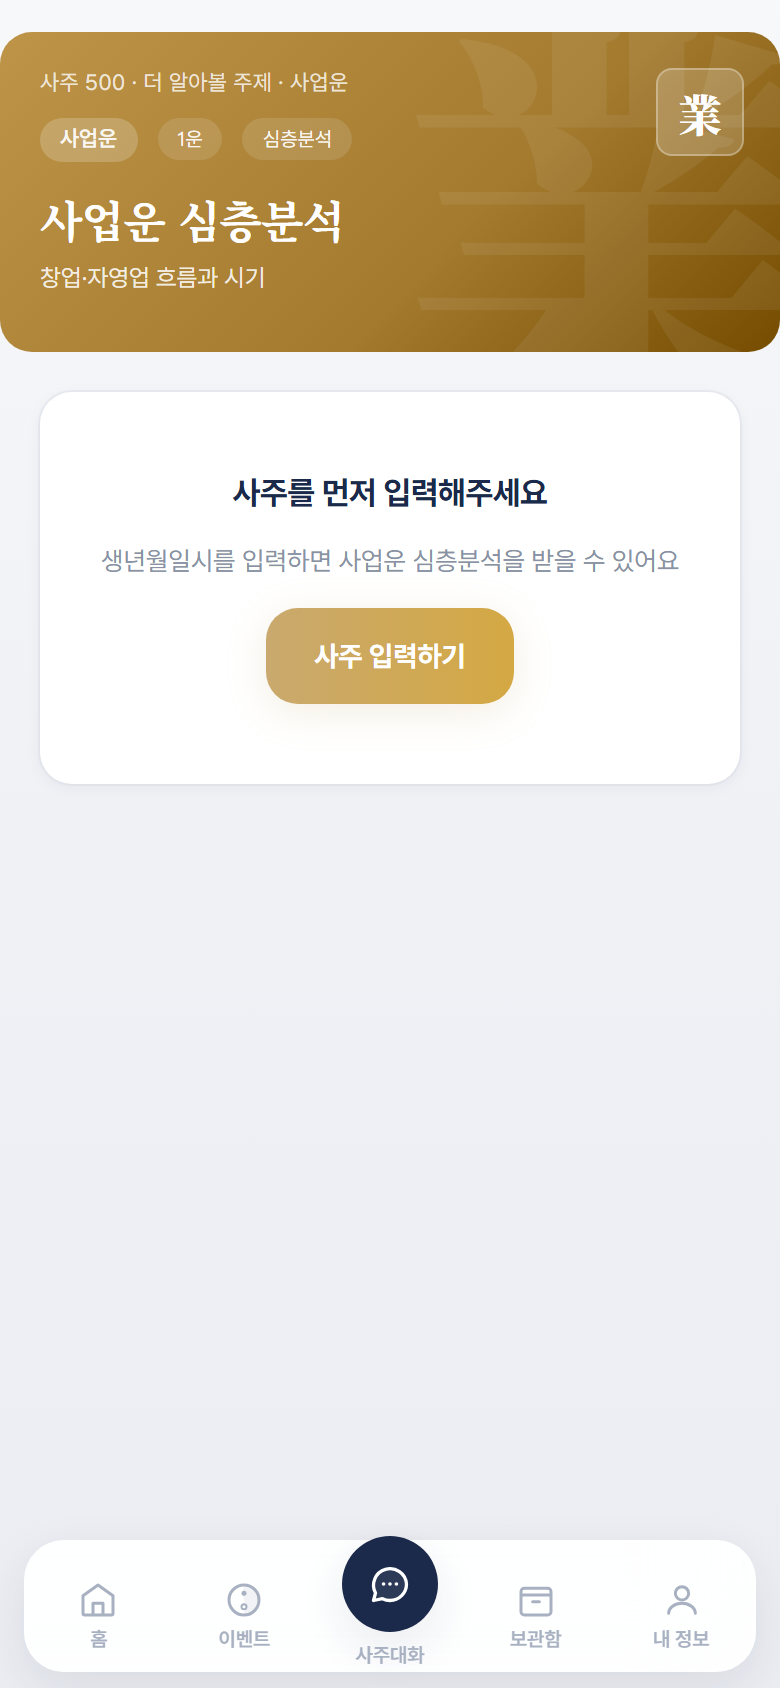 사주 500 · 더 알아볼 주제 · 사업운
業
사업운 1운 심층분석
사업운 심층분석
창업·자영업 흐름과 시기
사주를 먼저 입력해주세요
생년월일시를 입력하면 사업운 심층분석을 받을 수 있어요
사주 입력하기
홈 이벤트 사주대화 보관함 내 정보